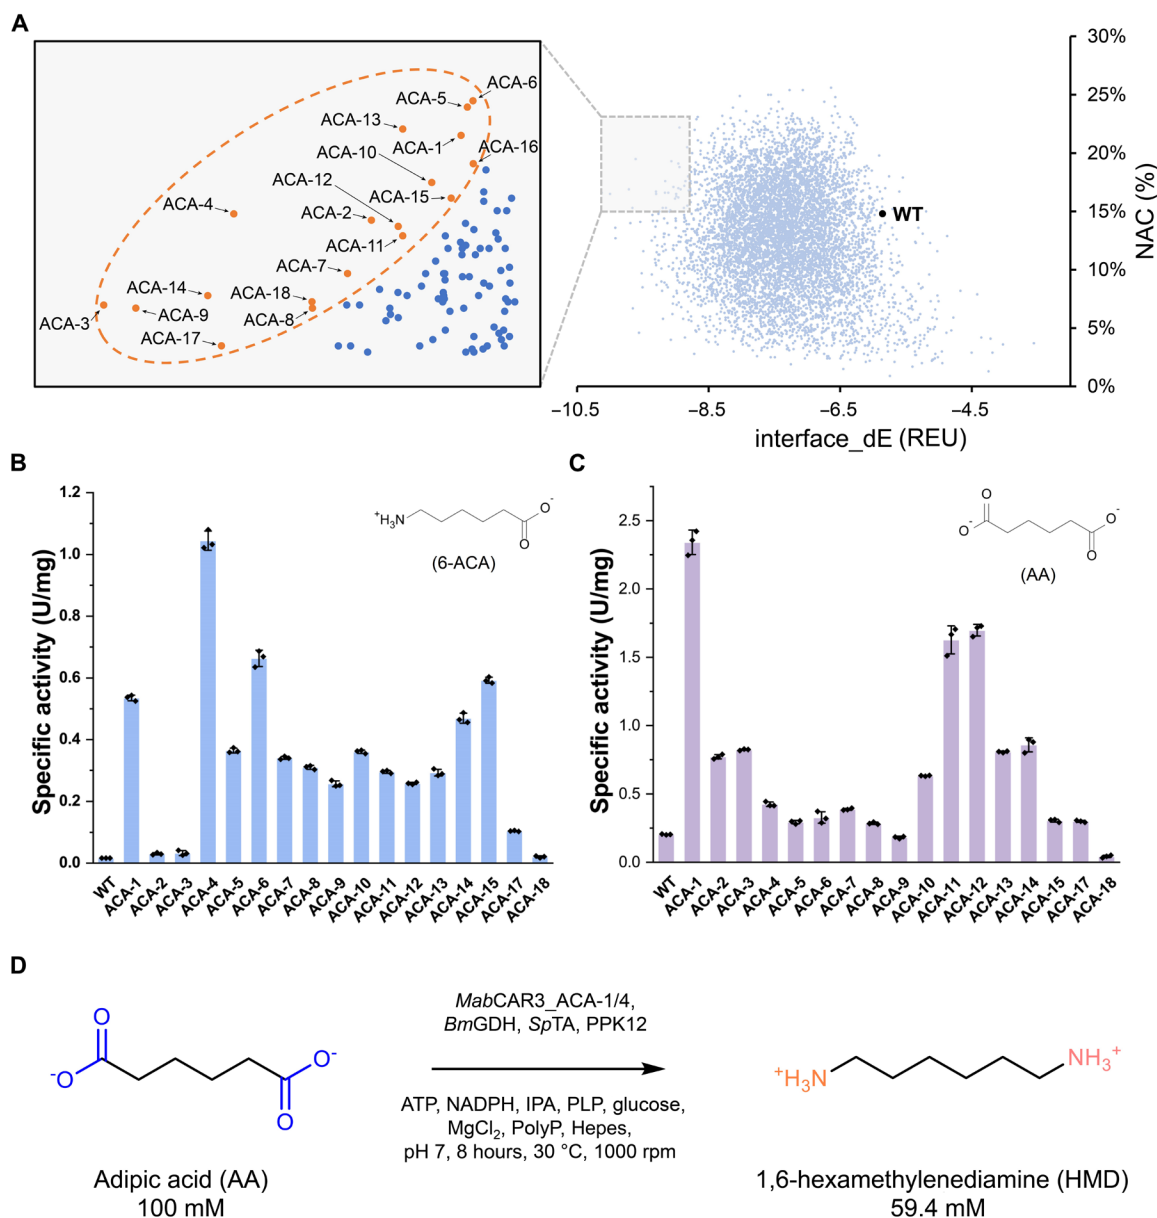 A
ACA-6
ACA-5
ACA-13
ACA-1
ACA-16
ACA-10
ACA-12
ACA-15
ACA-4
ACA-2
ACA-11
ACA-7
ACA-14
ACA-18
ACA-3
ACA-9
ACA-8
ACA-17
30%
25%
20%
15%
10%
5%
0%
NAC (%)
WT
−10.5 −8.5 −6.5 −4.5
interface_dE (REU)
B
1.2
1.0
0.8
0.6
0.4
0.2
0.0
Specific activity (U/mg)
+H3N
O-
O
(6-ACA)
WT ACA-1 ACA-2 ACA-3 ACA-4 ACA-5 ACA-6 ACA-7 ACA-8 ACA-9 ACA-10 ACA-11 ACA-12 ACA-13 ACA-14 ACA-15 ACA-17 ACA-18
C
2.5
2.0
1.5
1.0
0.5
0.0
Specific activity (U/mg)
O
O-
-O
O
(AA)
WT ACA-1 ACA-2 ACA-3 ACA-4 ACA-5 ACA-6 ACA-7 ACA-8 ACA-9 ACA-10 ACA-11 ACA-12 ACA-13 ACA-14 ACA-15 ACA-17 ACA-18
D
O
-O
O-
O
Adipic acid (AA)
100 mM
MabCAR3_ACA-1/4,
BmGDH, SpTA, PPK12
ATP, NADPH, IPA, PLP, glucose,
MgCl2, PolyP, Hepes,
pH 7, 8 hours, 30 °C, 1000 rpm
+H3N
NH3+
1,6-hexamethylenediamine (HMD)
59.4 mM